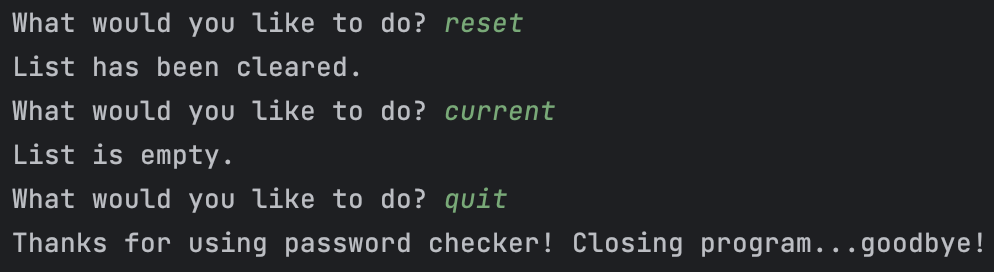 What would you like to do? reset
List has been cleared.
What would you like to do? current
List is empty.
What would you like to do? quit
Thanks for using password checker! Closing program...goodbye!